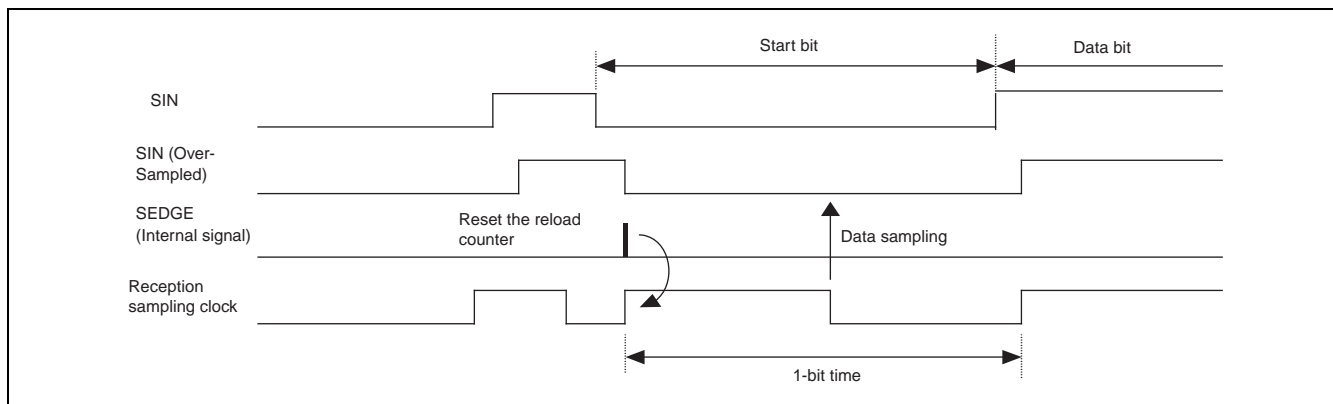 Start bit
Data bit
SIN
SIN (Over-
Sampled)
SEDGE
(Internal signal)
Reset the reload
counter
Data sampling
Reception
sampling clock
1-bit time